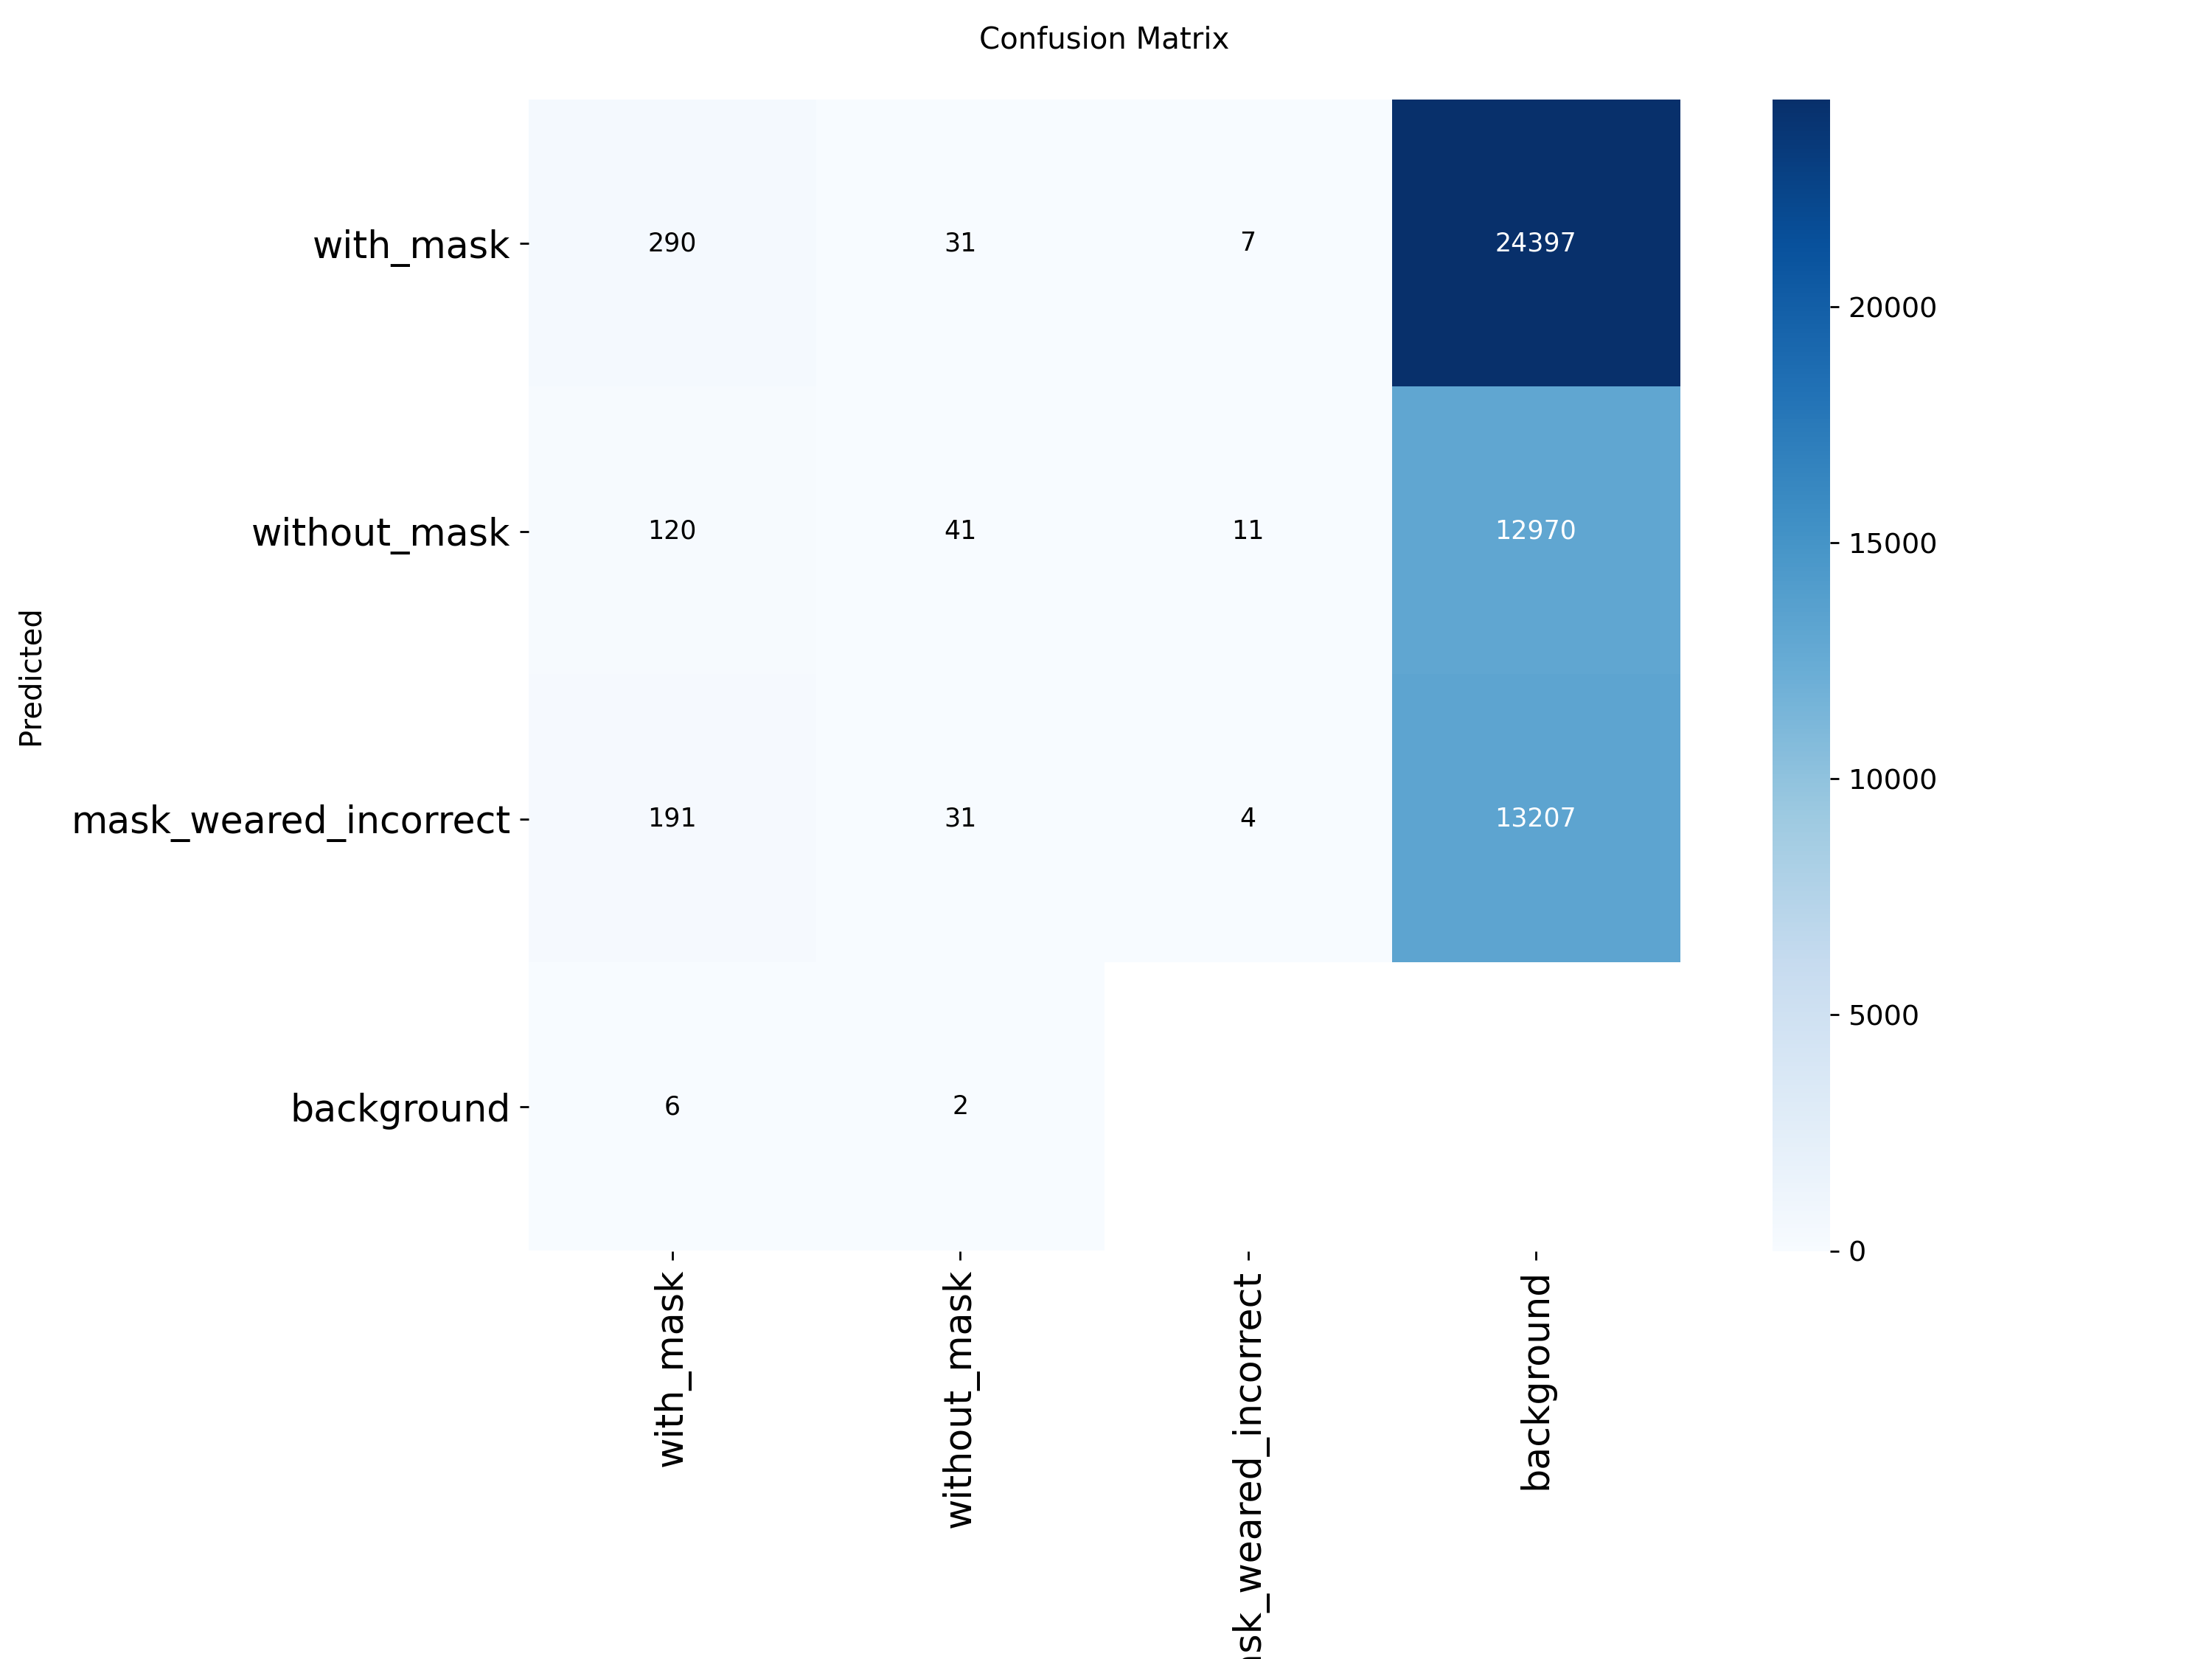 Confusion Matrix
Predicted
with_mask
290 31 7 24397
without_mask
120 41 11 12970
mask_weared_incorrect
191 31 4 13207
background
6 2
with_mask
without_mask
sk_weared_incorrect
background
20000
15000
10000
5000
0